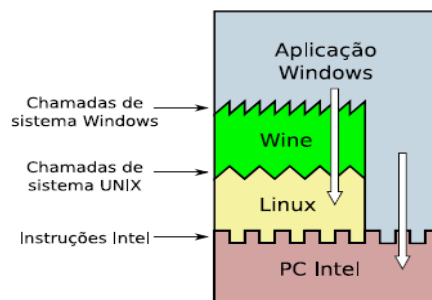 Aplicação
Windows
Chamadas de
sistema Windows
Wine
Chamadas de
sistema UNIX
Linux
Instruções Intel
PC Intel